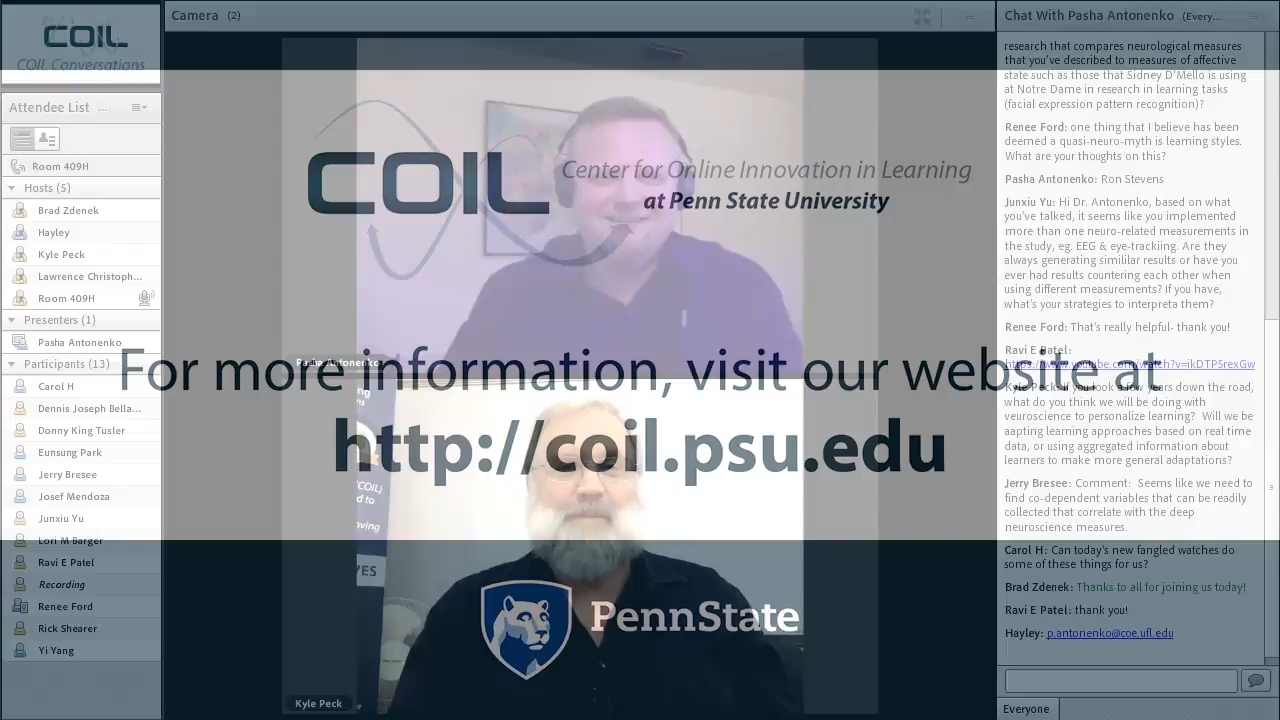 COIL
COIL Conversations
Attendee List ...
Room 409H
Hosts (5)
Brad Zdenek
Hayley
Kyle Peck
Lawrence Christoph...
Room 409H
Presenters (1)
Pasha Antonenko
Participants (13)
Carol H
Dennis Joseph Bella...
Donny King Tusler
Eunsung Park
Jerry Bresee
Josef Mendoza
Junxiu Yu
Lori M Barger
Ravi E Patel
Recording
Renee Ford
Rick Shearer
Yi Yang
Camera (2)
COIL
Center for Online Innovation in Learning
at Penn State University
Pasha Antonenko
For more information, visit our website at
http://coil.psu.edu
(COIL)
YES
PennState
Kyle Peck
Chat With Pasha Antonenko (Every...
research that compares neurological measures
that you've described to measures of affective
state such as those that Sidney D'Mello is using
at Notre Dame in research in learning tasks
(facial expression pattern recognition)?
Renee Ford: one thing that I believe has been
deemed a quasi-neuro-myth is learning styles.
What are your thoughts on this?
Pasha Antonenko: Ron Stevens
Junxiu Yu: Hi Dr. Antonenko, based on what
you've talked, it seems like you implemented
more than one neuro-related measurements in
the study, eg. EEG & eye-trackiing. Are they
always generating simililar results or have you
ever had results countering each other when
using different measurements? If you have,
what's your strategies to interpreta them?
Renee Ford: That's really helpful- thank you!
Ravi E Patel:
https://www.youtube.com/watch?v=ikDTPSrexGw
Kyle Peck: If you look a few years down the road,
what do you think we will be doing with
veuroscience to personalize learning? Will we be
aapting learning approaches based on real time
data, or using aggregated information about
learners to make more general adaptations?
Jerry Bresee: Comment: Seems like we need to
find co-dependent variables that can be readily
collected that correlate with the deep
neuroscience measures.
Carol H: Can today's new fangled watches do
some of these things for us?
Brad Zdenek: Thanks to all for joining us today!
Ravi E Patel: thank you!
Hayley: p.antonenko@coe.ufl.edu
Everyone